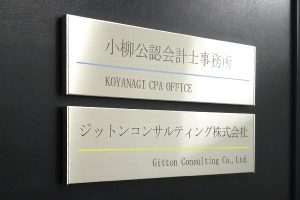 小柳公認会計士事務所
KOYANAGI CPA OFFICE
ジットンコンサルティング株式会社
Gitton Consulting Co., Ltd.